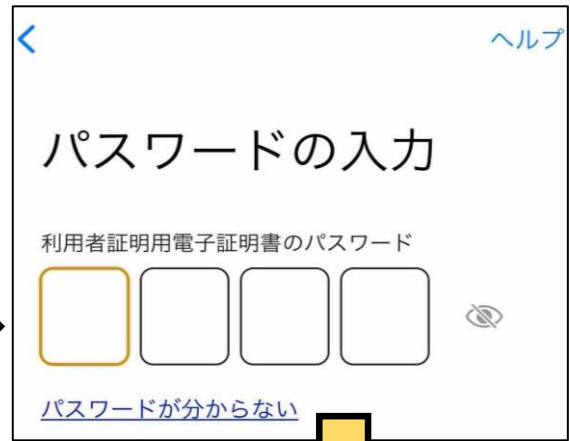 ヘルプ
パスワードの入力
利用者証明用電子証明書のパスワード
パスワードが分からない